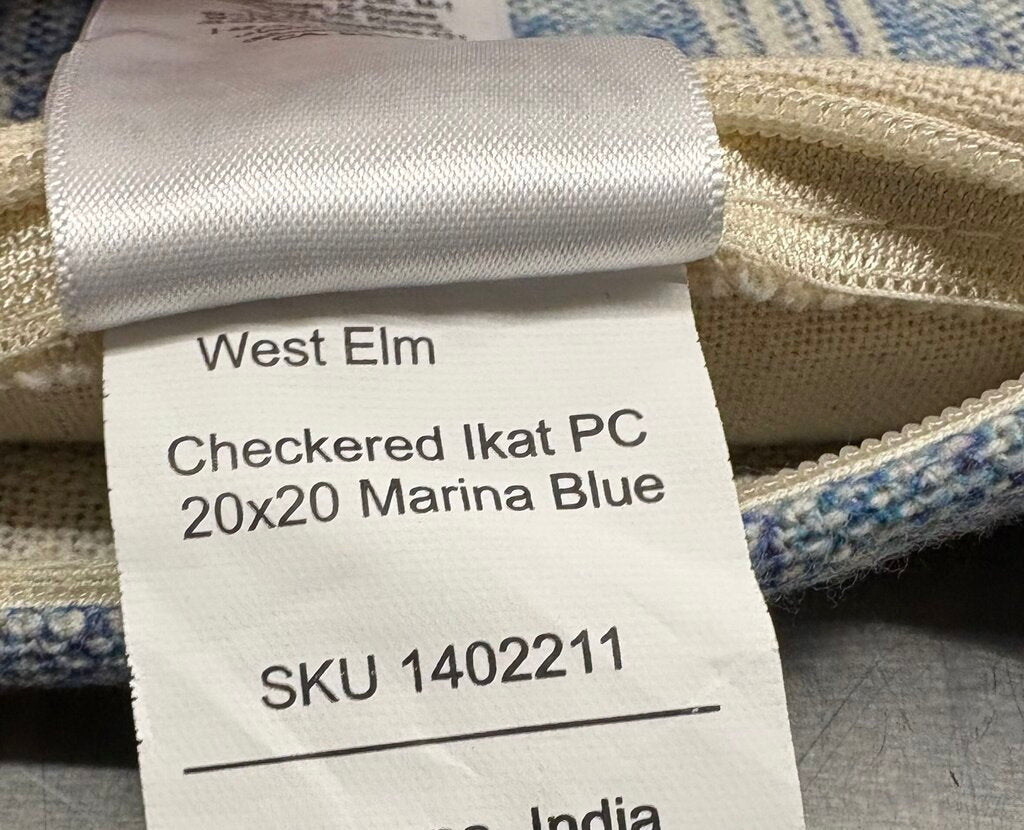 West Elm
Checkered Ikat PC
20x20 Marina Blue
SKU 1402211
India